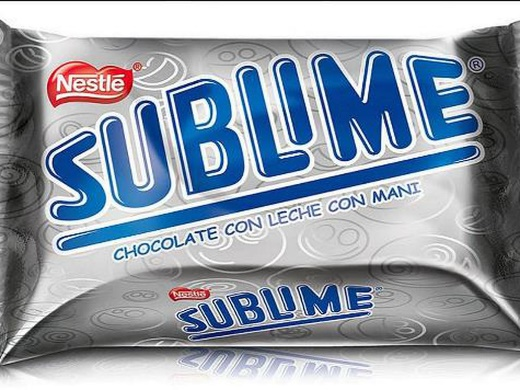 Nestlé
SUBLIME®
CHOCOLATE CON LECHE CON MANI
Nestlé
SUBLIME®